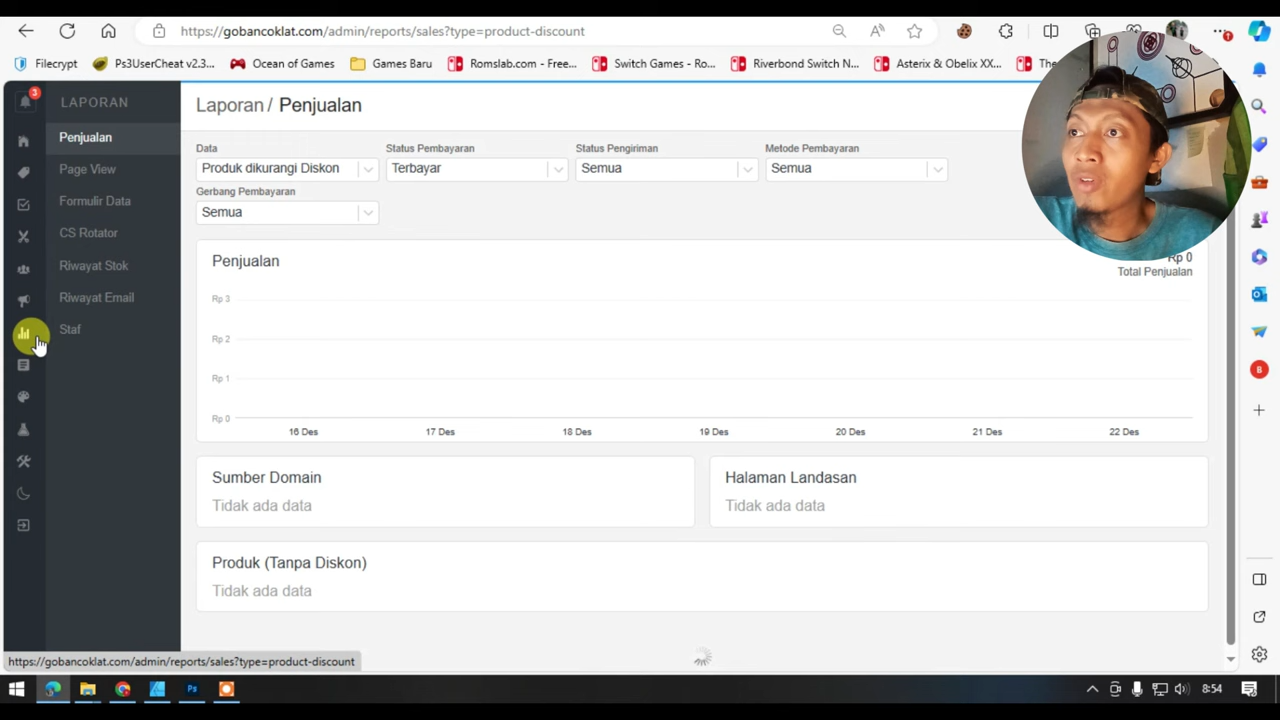 https://gobancoklat.com/admin/reports/sales?type=product-discount
Filecrypt
Ps3UserCheat v2.3...
Ocean of Games
Games Baru
Romslab.com - Free...
Switch Games - Ro...
Riverbond Switch N...
Asterix & Obelix XX...
3
LAPORAN
Laporan / Penjualan
Penjualan
Page View
Formulir Data
CS Rotator
Riwayat Stok
Riwayat Email
Staf
Data
Status Pembayaran
Status Pengiriman
Metode Pembayaran
Produk dikurangi Diskon
Terbayar
Semua
Semua
Gerbang Pembayaran
Semua
Penjualan
Rp 0
Total Penjualan
Rp 3
Rp 2
Rp 1
Rp 0
16 Des
17 Des
18 Des
19 Des
20 Des
21 Des
22 Des
Sumber Domain
Tidak ada data
Halaman Landasan
Tidak ada data
Produk (Tanpa Diskon)
Tidak ada data
https://gobancoklat.com/admin/reports/sales?type=product-discount
B
Ps
8:54